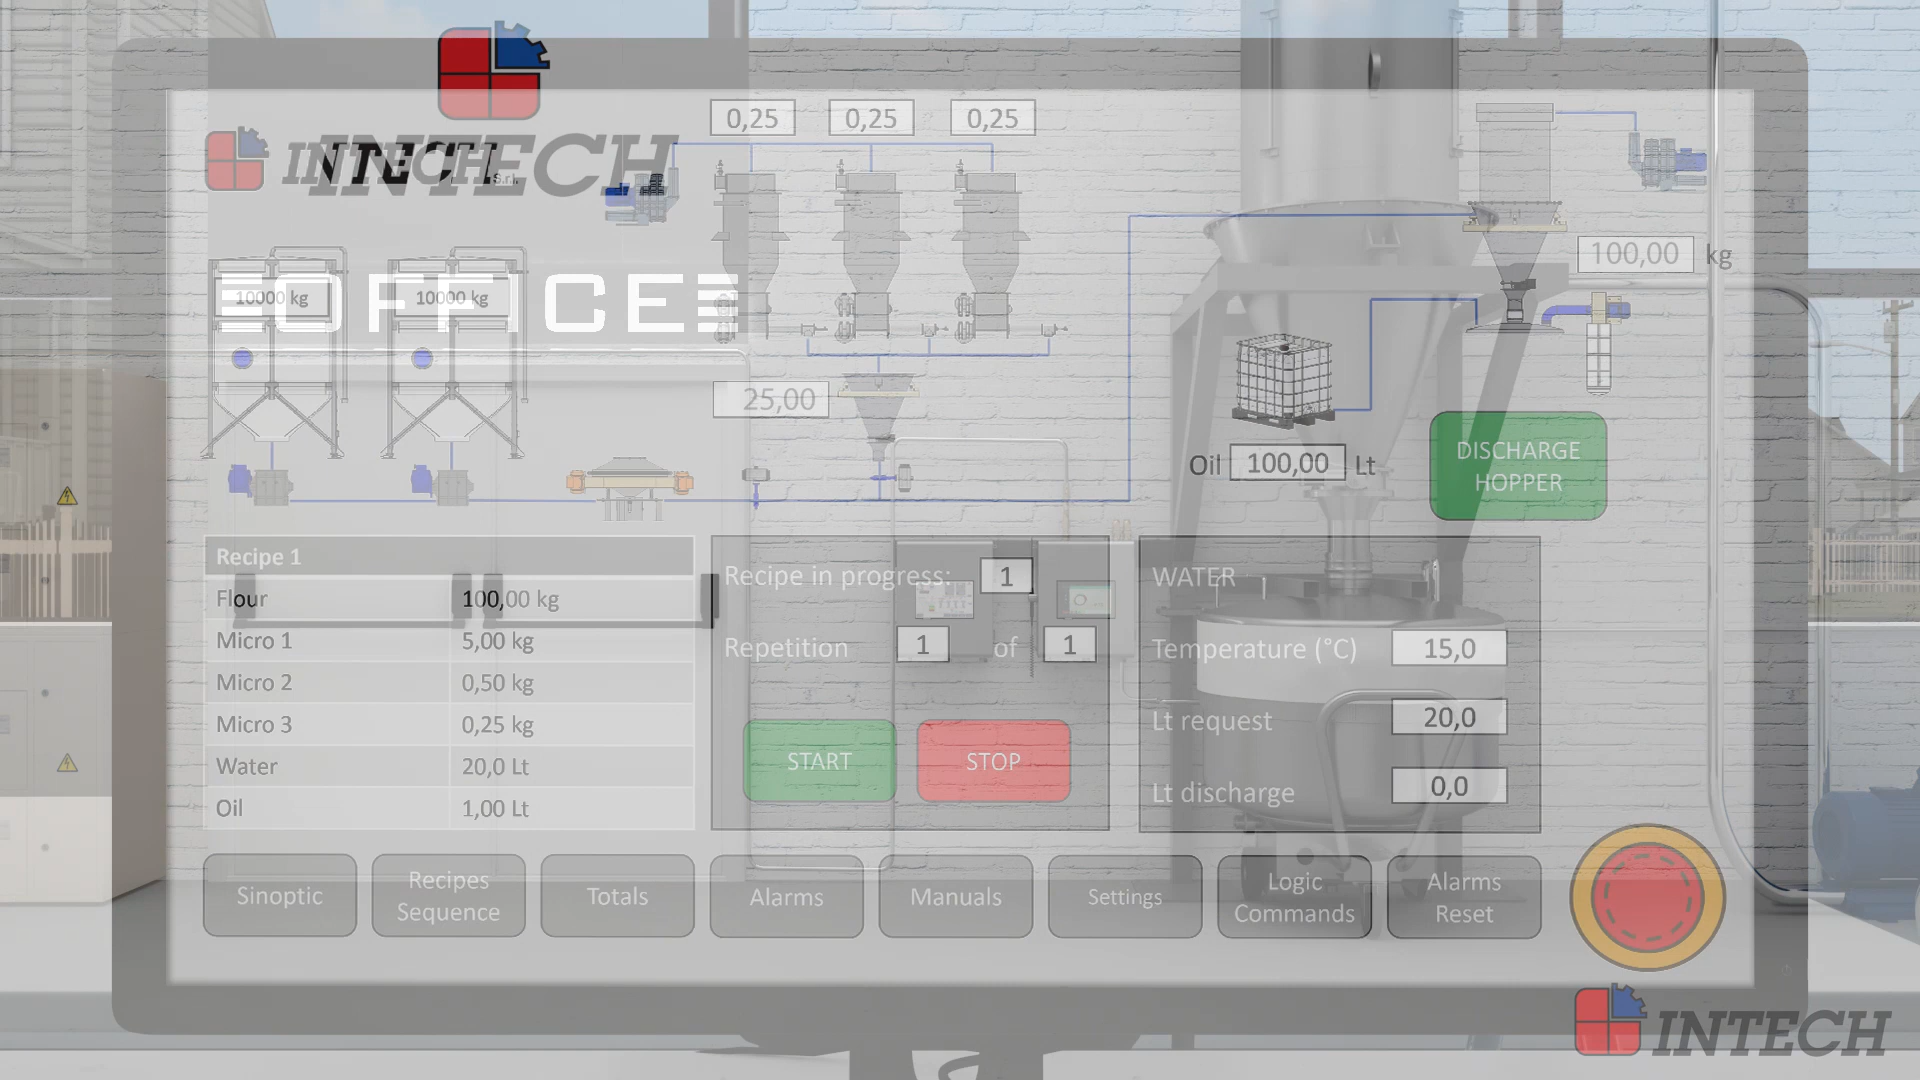 INTECH
INTECH S.r.l.
INTECH
0,25
0,25
0,25
OFFICE
10000 kg
10000 kg
100,00 kg
25,00
Oil 100,00 Lt
DISCHARGE
HOPPER
Recipe 1
Flour 100,00 kg
Micro 1 5,00 kg
Micro 2 0,50 kg
Micro 3 0,25 kg
Water 20,0 Lt
Oil 1,00 Lt
Recipe in progress: 1
Repetition 1 of 1
START
STOP
WATER
Temperature (°C) 15,0
Lt request 20,0
Lt discharge 0,0
Sinoptic
Recipes
Sequence
Totals
Alarms
Manuals
Settings
Logic
Commands
Alarms
Reset
INTECH